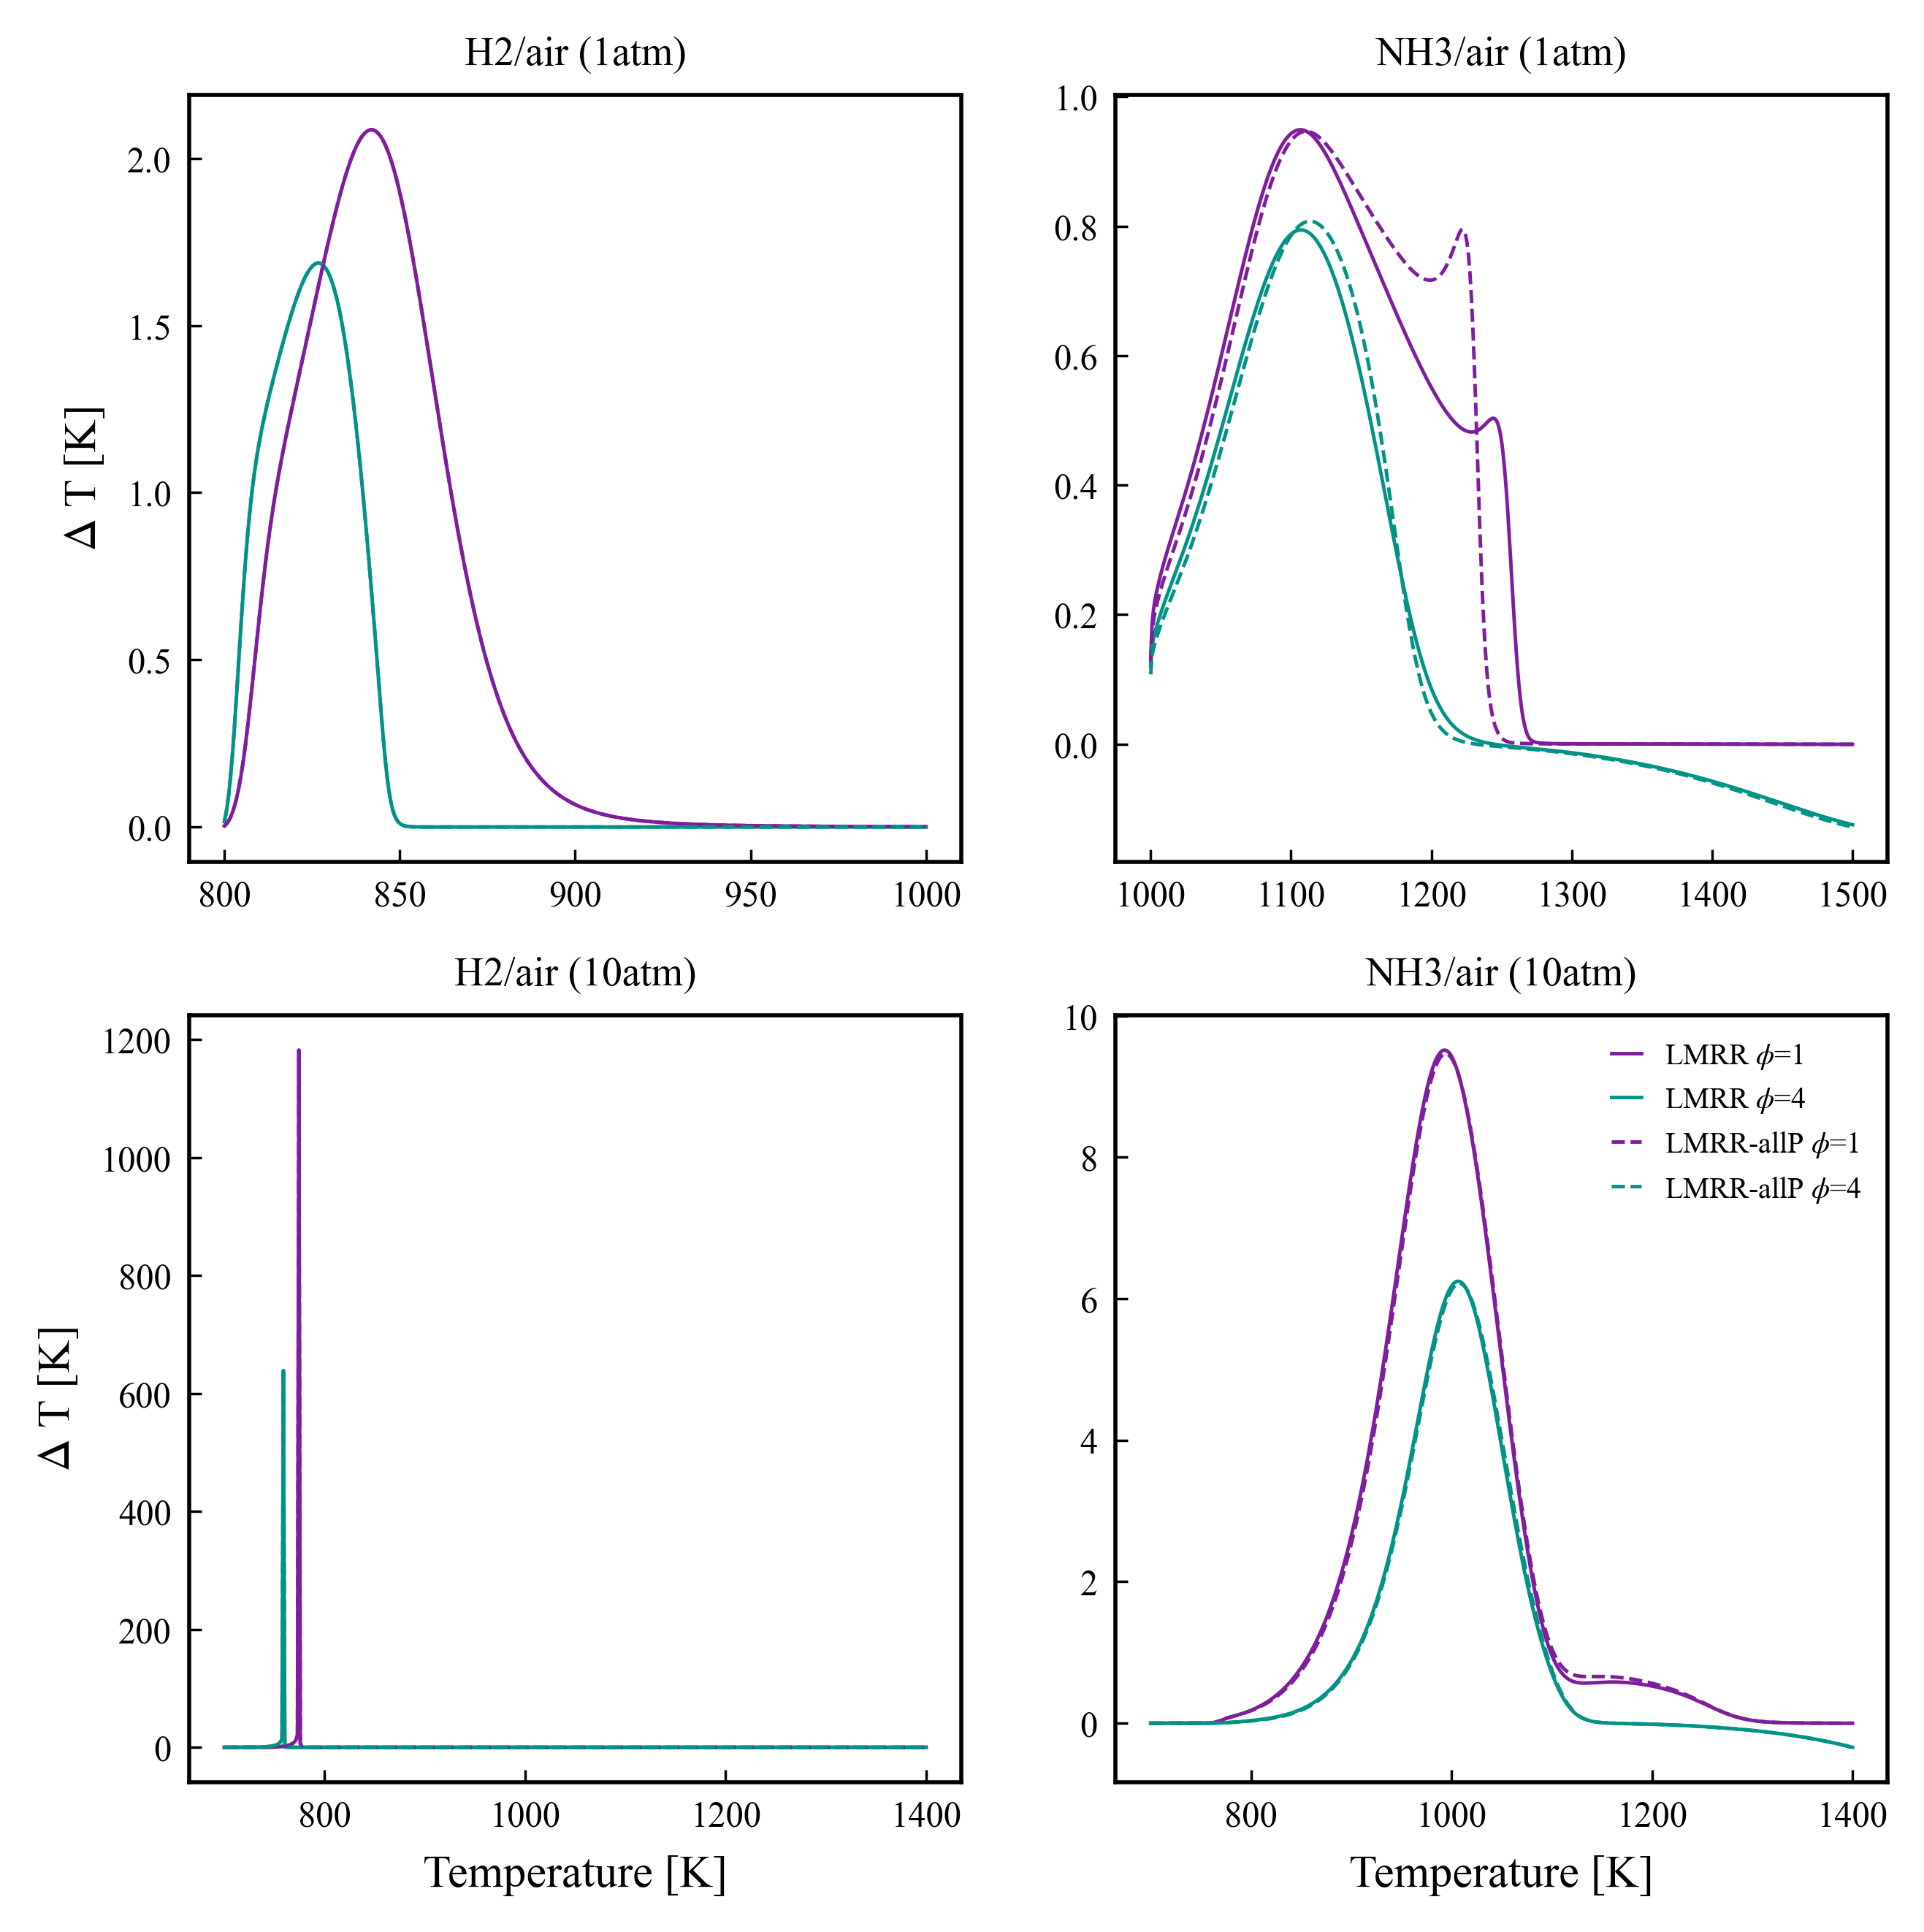 H2/air (1atm)
Δ T [K]
2.0
1.5
1.0
0.5
0.0
800 850 900 950 1000
NH3/air (1atm)
1.0
0.8
0.6
0.4
0.2
0.0
1000 1100 1200 1300 1400 1500
H2/air (10atm)
Δ T [K]
1200
1000
800
600
400
200
0
800 1000 1200 1400
Temperature [K]
NH3/air (10atm)
10
8
6
4
2
0
LMRR ϕ=1
LMRR ϕ=4
LMRR-allP ϕ=1
LMRR-allP ϕ=4
800 1000 1200 1400
Temperature [K]